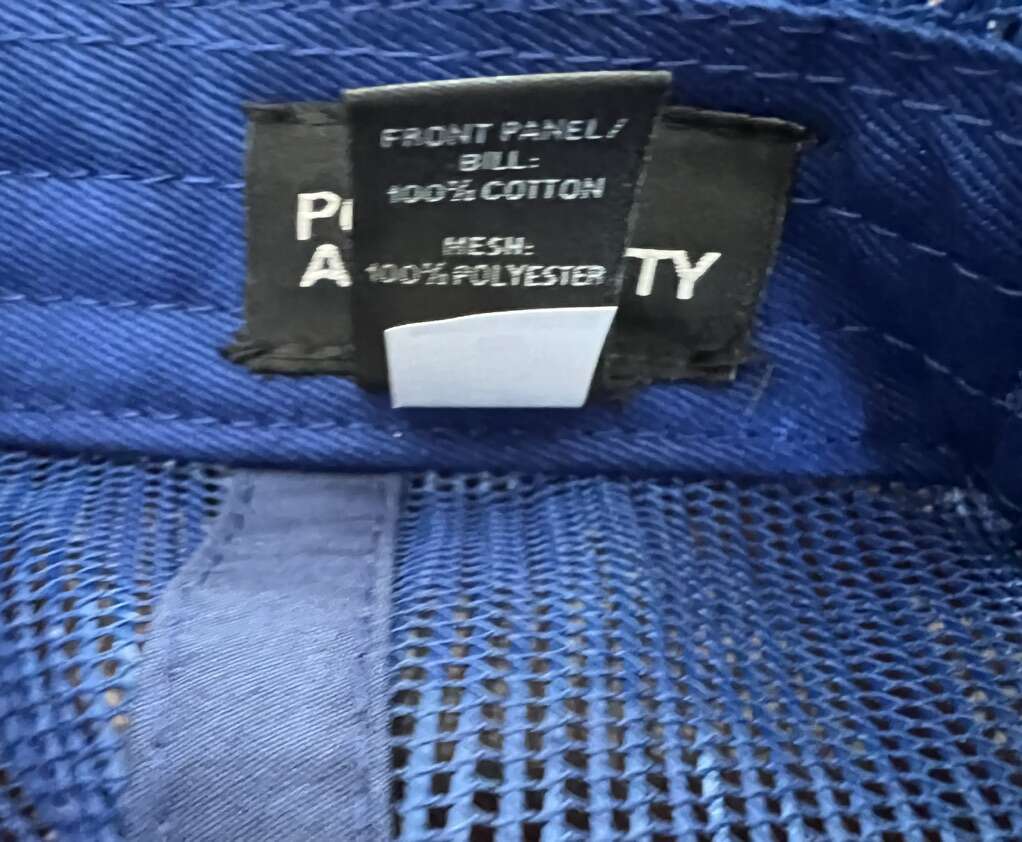 FRONT PANEL/
BILL:
100% COTTON
MESH:
100% POLYESTER